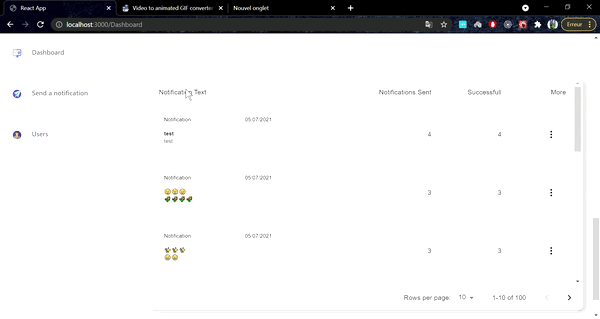 React App
Video to animated GIF converter
Nouvel onglet
localhost:3000/Dashboard
Erreur
Dashboard
Send a notification
Users
Notification Text
Notifications Sent
Successfull
More
Notification
05 07 2021
test
test
4
4
Notification
05 07 2021
😮😮😮
3
3
Notification
05 07 2021
3
3
Rows per page:
10
1-10 of 100